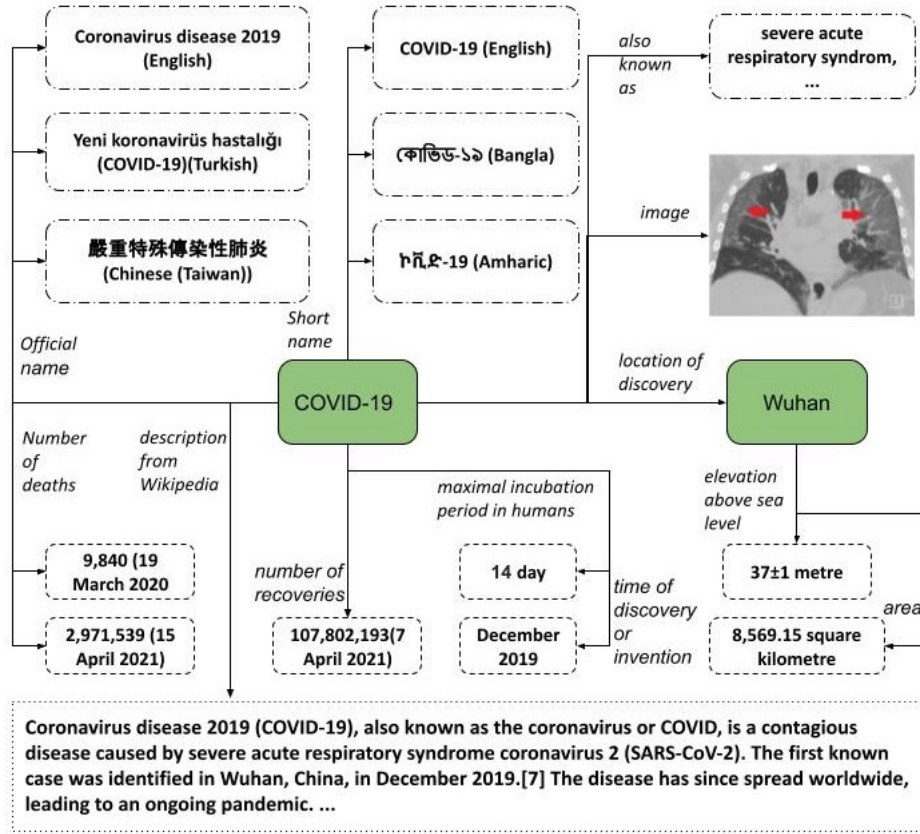 Coronavirus disease 2019
(English)
COVID-19 (English)
also
known
as
severe acute
respiratory syndrom,
...
Yeni koronavirüs hastalığı
(COVID-19)(Turkish)
কোভিড-১৯ (Bangla)
image
嚴重特殊傳染性肺炎
(Chinese (Taiwan))
ኮቪድ-19 (Amharic)
Official
name
Short
name
location of
discovery
COVID-19
Wuhan
Number
of
deaths
description
from
Wikipedia
maximal incubation
period in humans
elevation
above sea
level
9,840 (19
March 2020
number of
recoveries
14 day
37±1 metre
time of
discovery
or
invention
area
2,971,539 (15
April 2021)
107,802,193(7
April 2021)
December
2019
8,569.15 square
kilometre
Coronavirus disease 2019 (COVID-19), also known as the coronavirus or COVID, is a contagious
disease caused by severe acute respiratory syndrome coronavirus 2 (SARS-CoV-2). The first known
case was identified in Wuhan, China, in December 2019.[7] The disease has since spread worldwide,
leading to an ongoing pandemic. ...